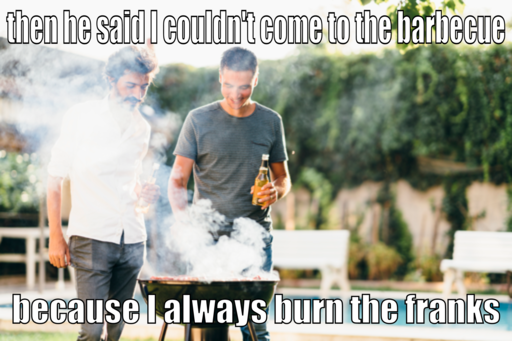 then he said I couldn't come to the barbecue
because I always burn the franks